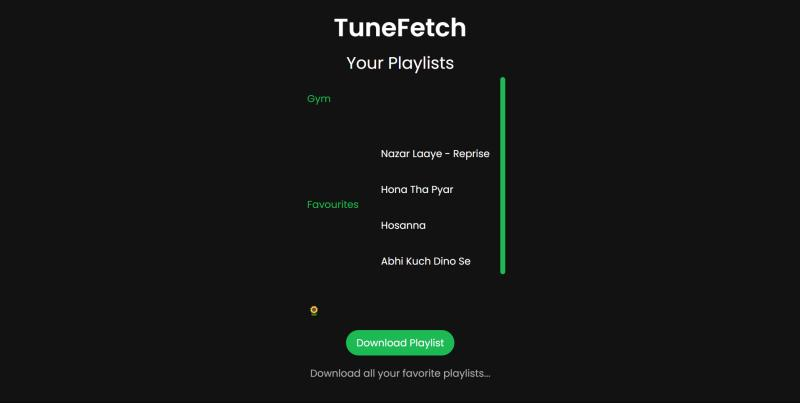 TuneFetch
Your Playlists
Gym
Nazar Laaye - Reprise
Hona Tha Pyar
Favourites
Hosanna
Abhi Kuch Dino Se
🌻
Download Playlist
Download all your favorite playlists...